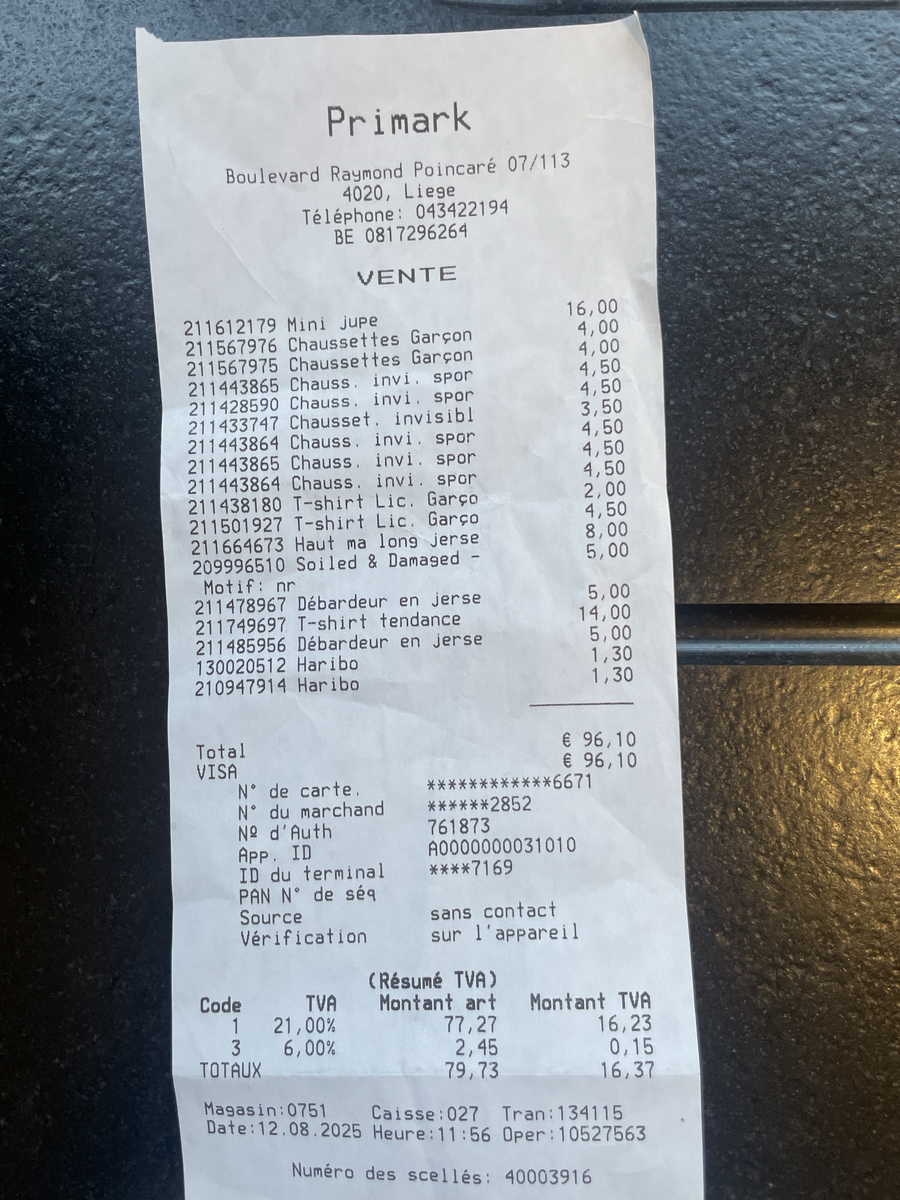 Primark
Boulevard Raymond Poincaré 07/113
4020, Liege
Téléphone: 043422194
BE 0817296264
VENTE
211612179 Mini jupe 16,00
211567976 Chaussettes Garçon 4,00
211567975 Chaussettes Garçon 4,00
211443865 Chauss. invi. spor 4,50
211428590 Chauss. invi. spor 4,50
211433747 Chausset. invisibl 3,50
211443864 Chauss. invi. spor 4,50
211443865 Chauss. invi. spor 4,50
211443864 Chauss. invi. spor 4,50
211438180 T-shirt Lic. Garço 2,00
211501927 T-shirt Lic. Garço 4,50
211664673 Haut ma long jerse 8,00
209996510 Soiled & Damaged - 5,00
Motif: nr
211478967 Débardeur en jerse 5,00
211749697 T-shirt tendance 14,00
211485956 Débardeur en jerse 5,00
130020512 Haribo 1,30
210947914 Haribo 1,30
Total € 96,10
VISA € 96,10
N° de carte. ************6671
N° du marchand ******2852
Nº d'Auth 761873
App. ID A0000000031010
ID du terminal ****7169
PAN N° de séq
Source sans contact
Vérification sur l'appareil
(Résumé TVA)
Code TVA Montant art Montant TVA
1 21,00% 77,27 16,23
3 6,00% 2,45 0,15
TOTAUX 79,73 16,37
Magasin:0751 Caisse:027 Tran:134115
Date:12.08.2025 Heure:11:56 Oper:10527563
Numéro des scellés: 40003916